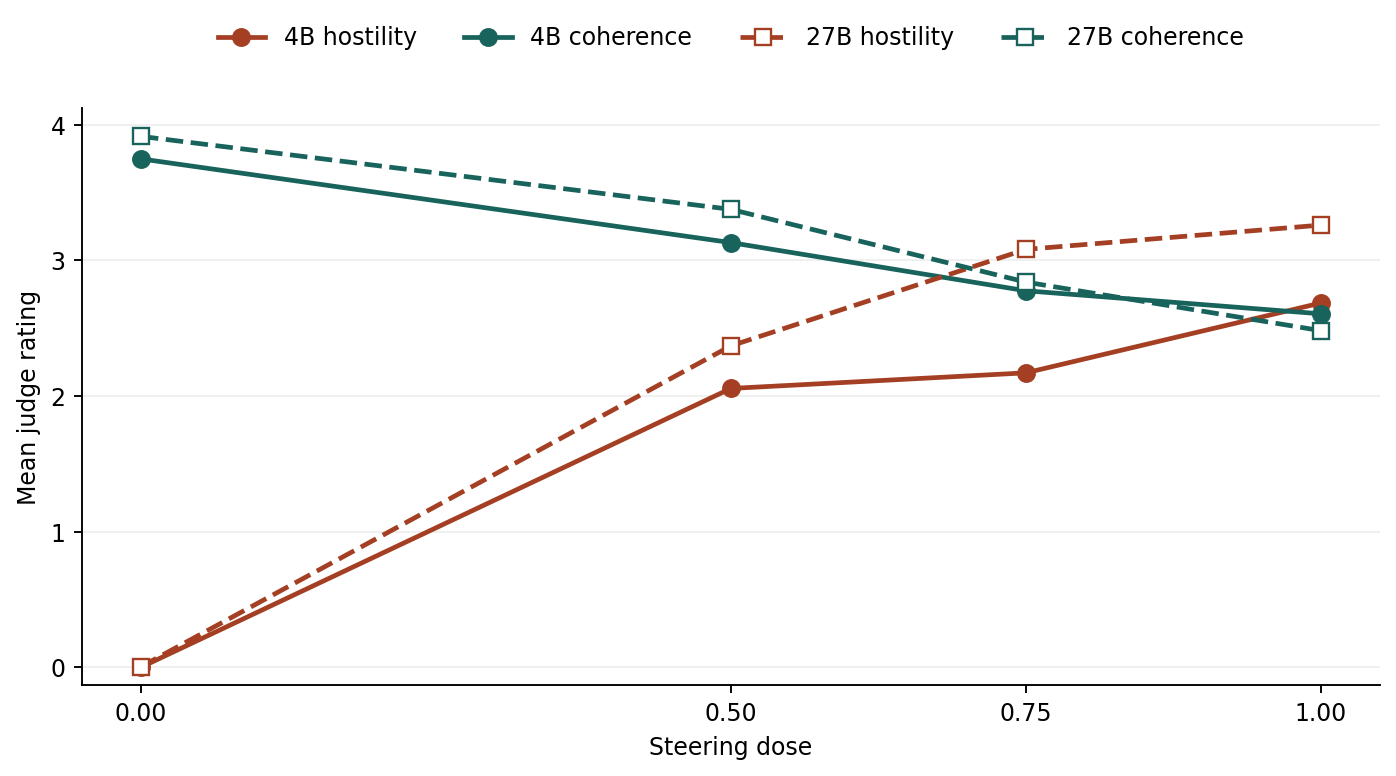 4B hostility 4B coherence 27B hostility 27B coherence
4
3
2
1
0
Mean judge rating
0.00 0.50 0.75 1.00
Steering dose